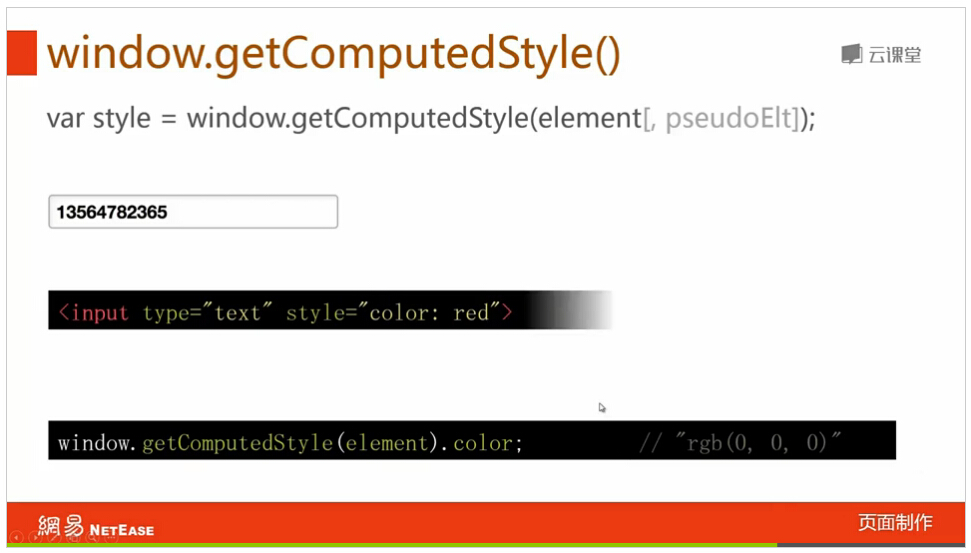 window.getComputedStyle()
云课堂
var style = window.getComputedStyle(element[, pseudoElt]);
13564782365
<input type="text" style="color: red">
window.getComputedStyle(element).color; // "rgb(0, 0, 0)"
網易 NETEASE
页面制作